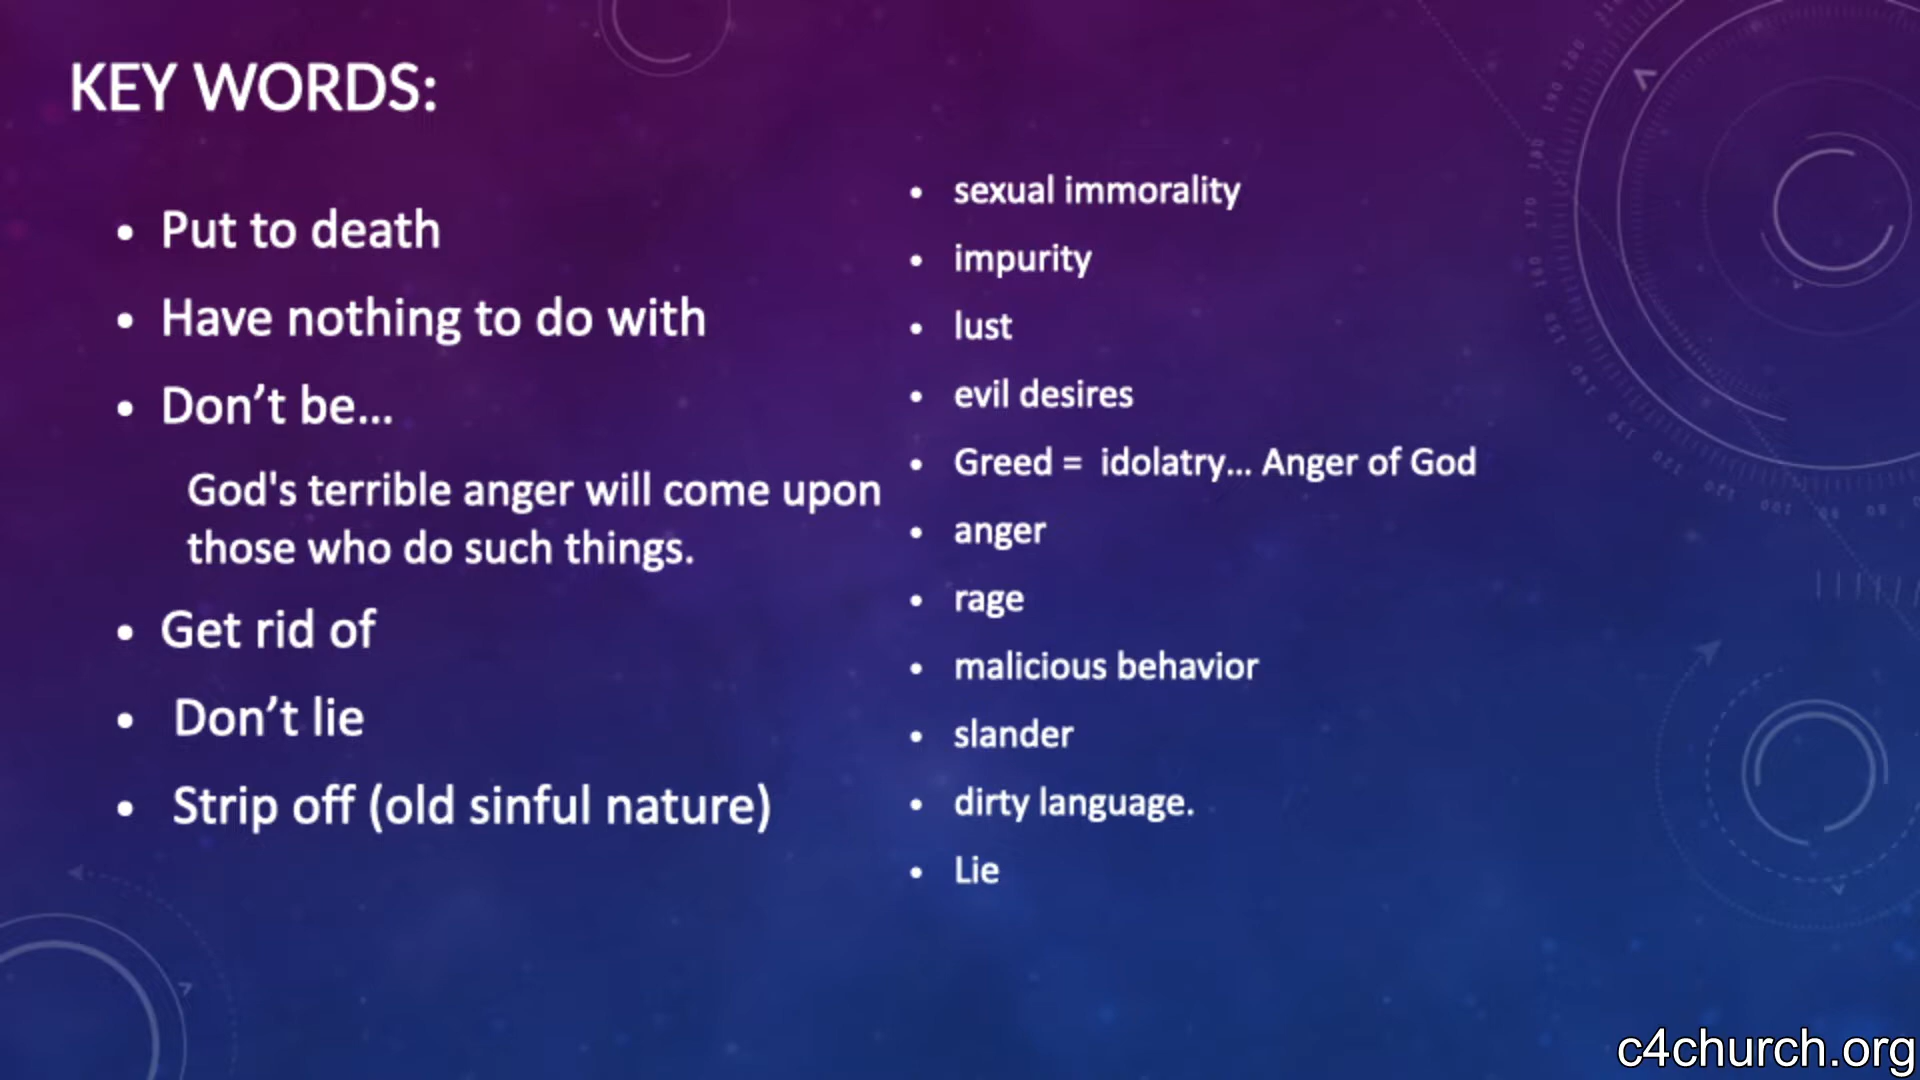 KEY WORDS:
• Put to death
• Have nothing to do with
• Don’t be...
God's terrible anger will come upon
those who do such things.
• Get rid of
• Don’t lie
• Strip off (old sinful nature)
• sexual immorality
• impurity
• lust
• evil desires
• Greed = idolatry... Anger of God
• anger
• rage
• malicious behavior
• slander
• dirty language.
• Lie
c4church.org